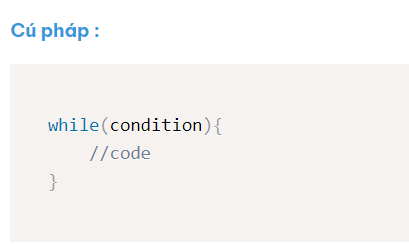 Cú pháp :
while(condition){
    //code
}